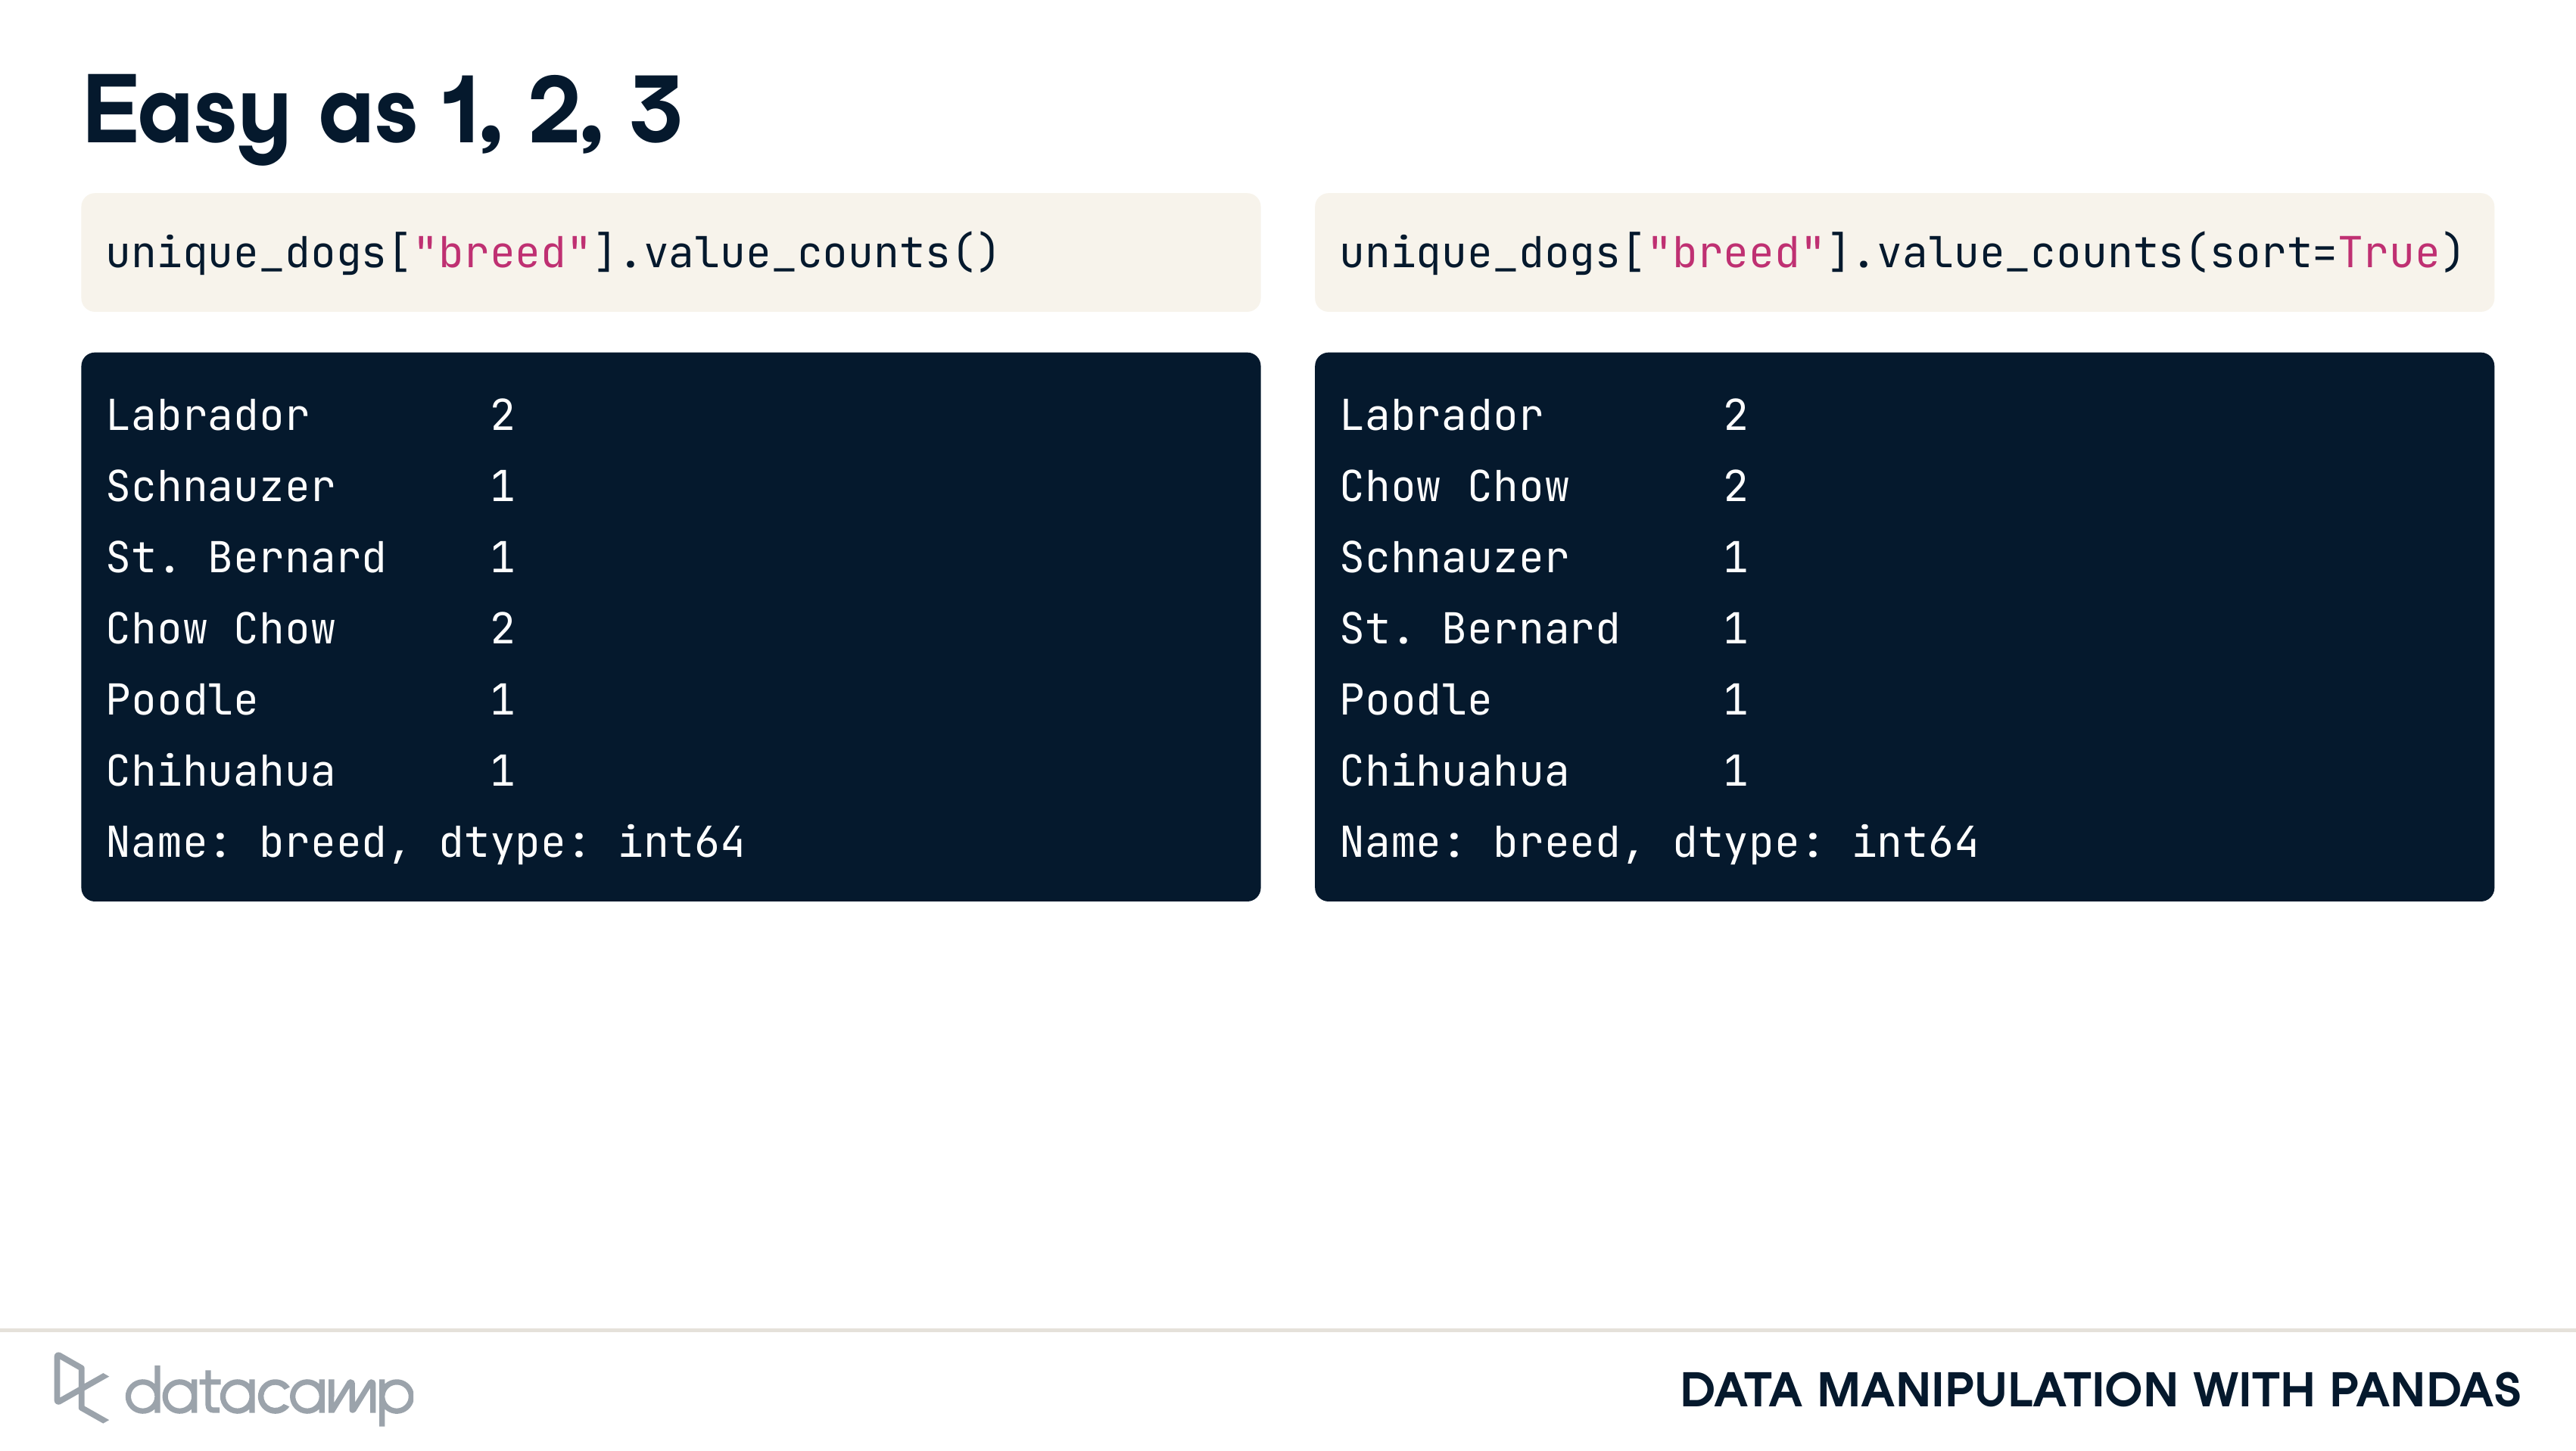 Easy as 1, 2, 3
unique_dogs["breed"].value_counts()
Labrador       2
Schnauzer      1
St. Bernard    1
Chow Chow      2
Poodle         1
Chihuahua      1
Name: breed, dtype: int64
unique_dogs["breed"].value_counts(sort=True)
Labrador       2
Chow Chow      2
Schnauzer      1
St. Bernard    1
Poodle         1
Chihuahua      1
Name: breed, dtype: int64
datacamp
DATA MANIPULATION WITH PANDAS